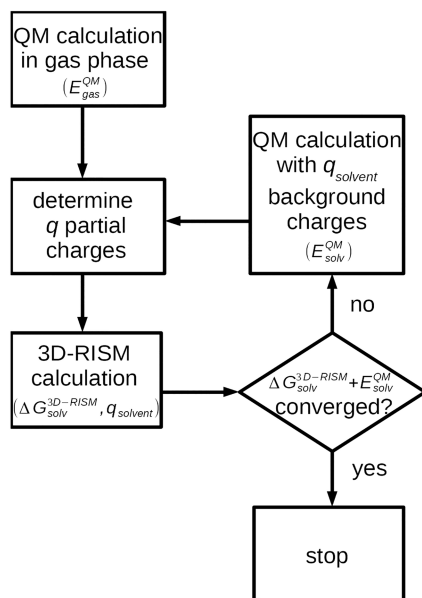 QM calculation
in gas phase
(E^{QM}_{gas})
determine
q partial
charges
3D-RISM
calculation
(ΔG^{3D-RISM}_{solv}, q_{solvent})
QM calculation
with q_{solvent}
background
charges
(E^{QM}_{solv})
no
ΔG^{3D-RISM}_{solv}+E^{QM}_{solv}
converged?
yes
stop